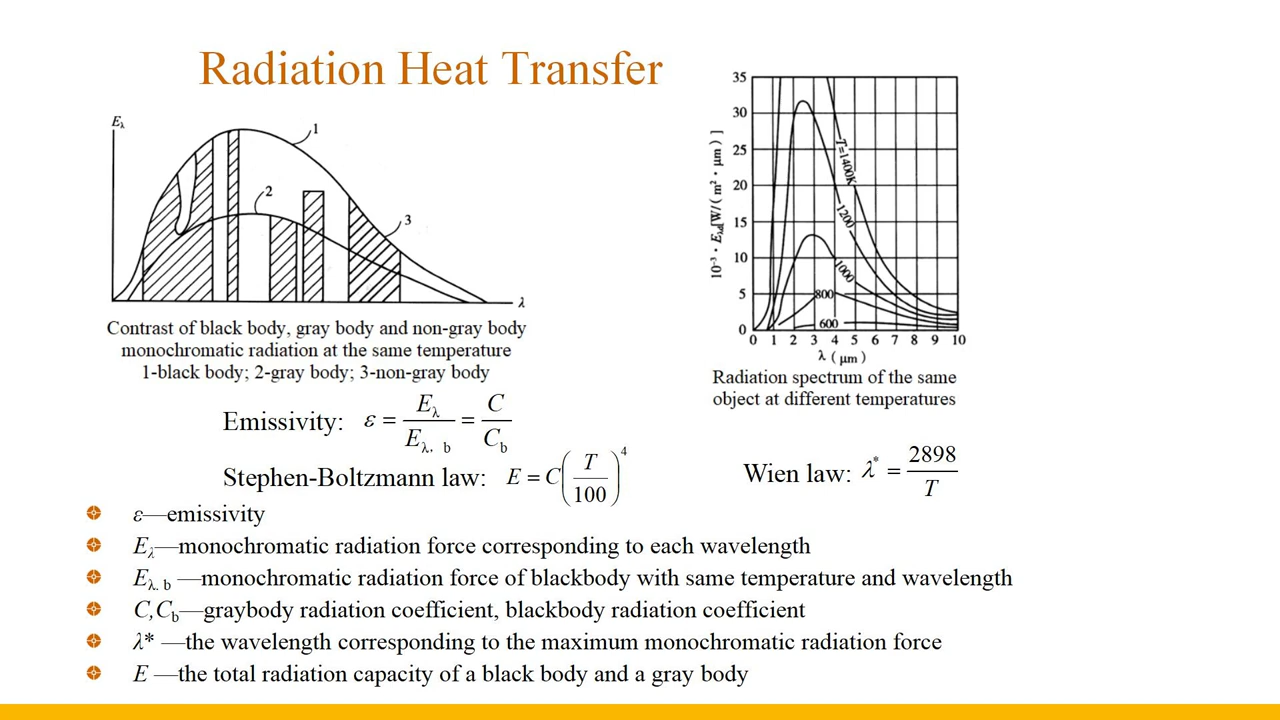 Radiation Heat Transfer
Eλ
1
2
3
λ
Contrast of black body, gray body and non-gray body
monochromatic radiation at the same temperature
1-black body; 2-gray body; 3-non-gray body
35
30
25
20
15
10
5
0
10⁻³ · Eλd[W/( m² · μm )]
T=1400K
1200
1000
800
600
0 1 2 3 4 5 6 7 8 9 10
λ ( μm )
Radiation spectrum of the same
object at different temperatures
Emissivity: ε = Eλ / Eλ, b = C / Cb
Stephen-Boltzmann law: E = C(T/100)⁴
Wien law: λ* = 2898/T
ε—emissivity
Eλ—monochromatic radiation force corresponding to each wavelength
Eλ. b —monochromatic radiation force of blackbody with same temperature and wavelength
C,Cb—graybody radiation coefficient, blackbody radiation coefficient
λ* —the wavelength corresponding to the maximum monochromatic radiation force
E —the total radiation capacity of a black body and a gray body